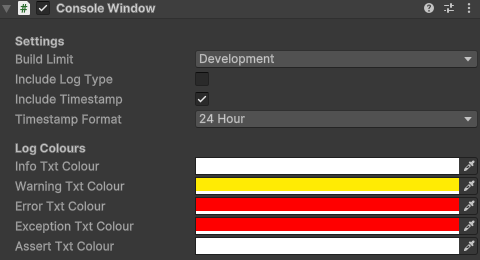 Console Window
Settings
Build Limit Development
Include Log Type
Include Timestamp
Timestamp Format 24 Hour
Log Colours
Info Txt Colour
Warning Txt Colour
Error Txt Colour
Exception Txt Colour
Assert Txt Colour